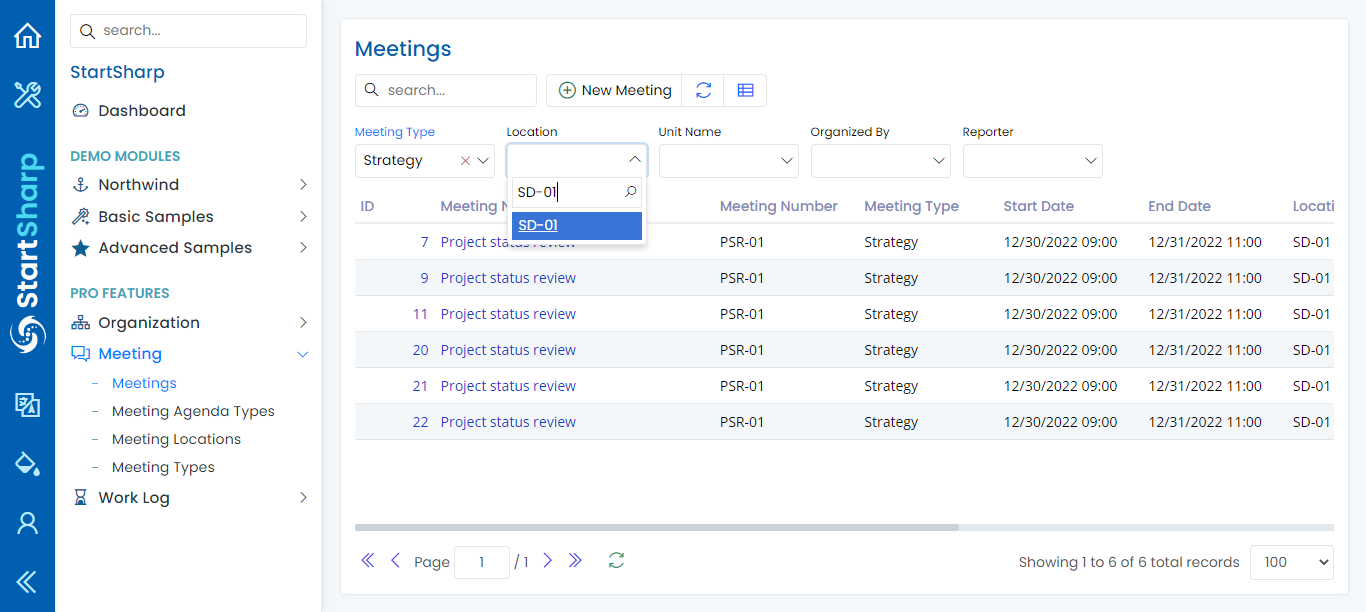 search...
StartSharp
Dashboard
DEMO MODULES
Northwind
Basic Samples
Advanced Samples
PRO FEATURES
Organization
Meeting
Meetings
Meeting Agenda Types
Meeting Locations
Meeting Types
Work Log
StartSharp
Meetings
search...
New Meeting
Meeting Type
Location
Unit Name
Organized By
Reporter
Strategy
SD-01
SD-01
ID Meeting N Meeting Number Meeting Type Start Date End Date Locati
7 Project status review PSR-01 Strategy 12/30/2022 09:00 12/31/2022 11:00 SD-01
9 Project status review PSR-01 Strategy 12/30/2022 09:00 12/31/2022 11:00 SD-01
11 Project status review PSR-01 Strategy 12/30/2022 09:00 12/31/2022 11:00 SD-01
20 Project status review PSR-01 Strategy 12/30/2022 09:00 12/31/2022 11:00 SD-01
21 Project status review PSR-01 Strategy 12/30/2022 09:00 12/31/2022 11:00 SD-01
22 Project status review PSR-01 Strategy 12/30/2022 09:00 12/31/2022 11:00 SD-01
Page 1 / 1
Showing 1 to 6 of 6 total records
100